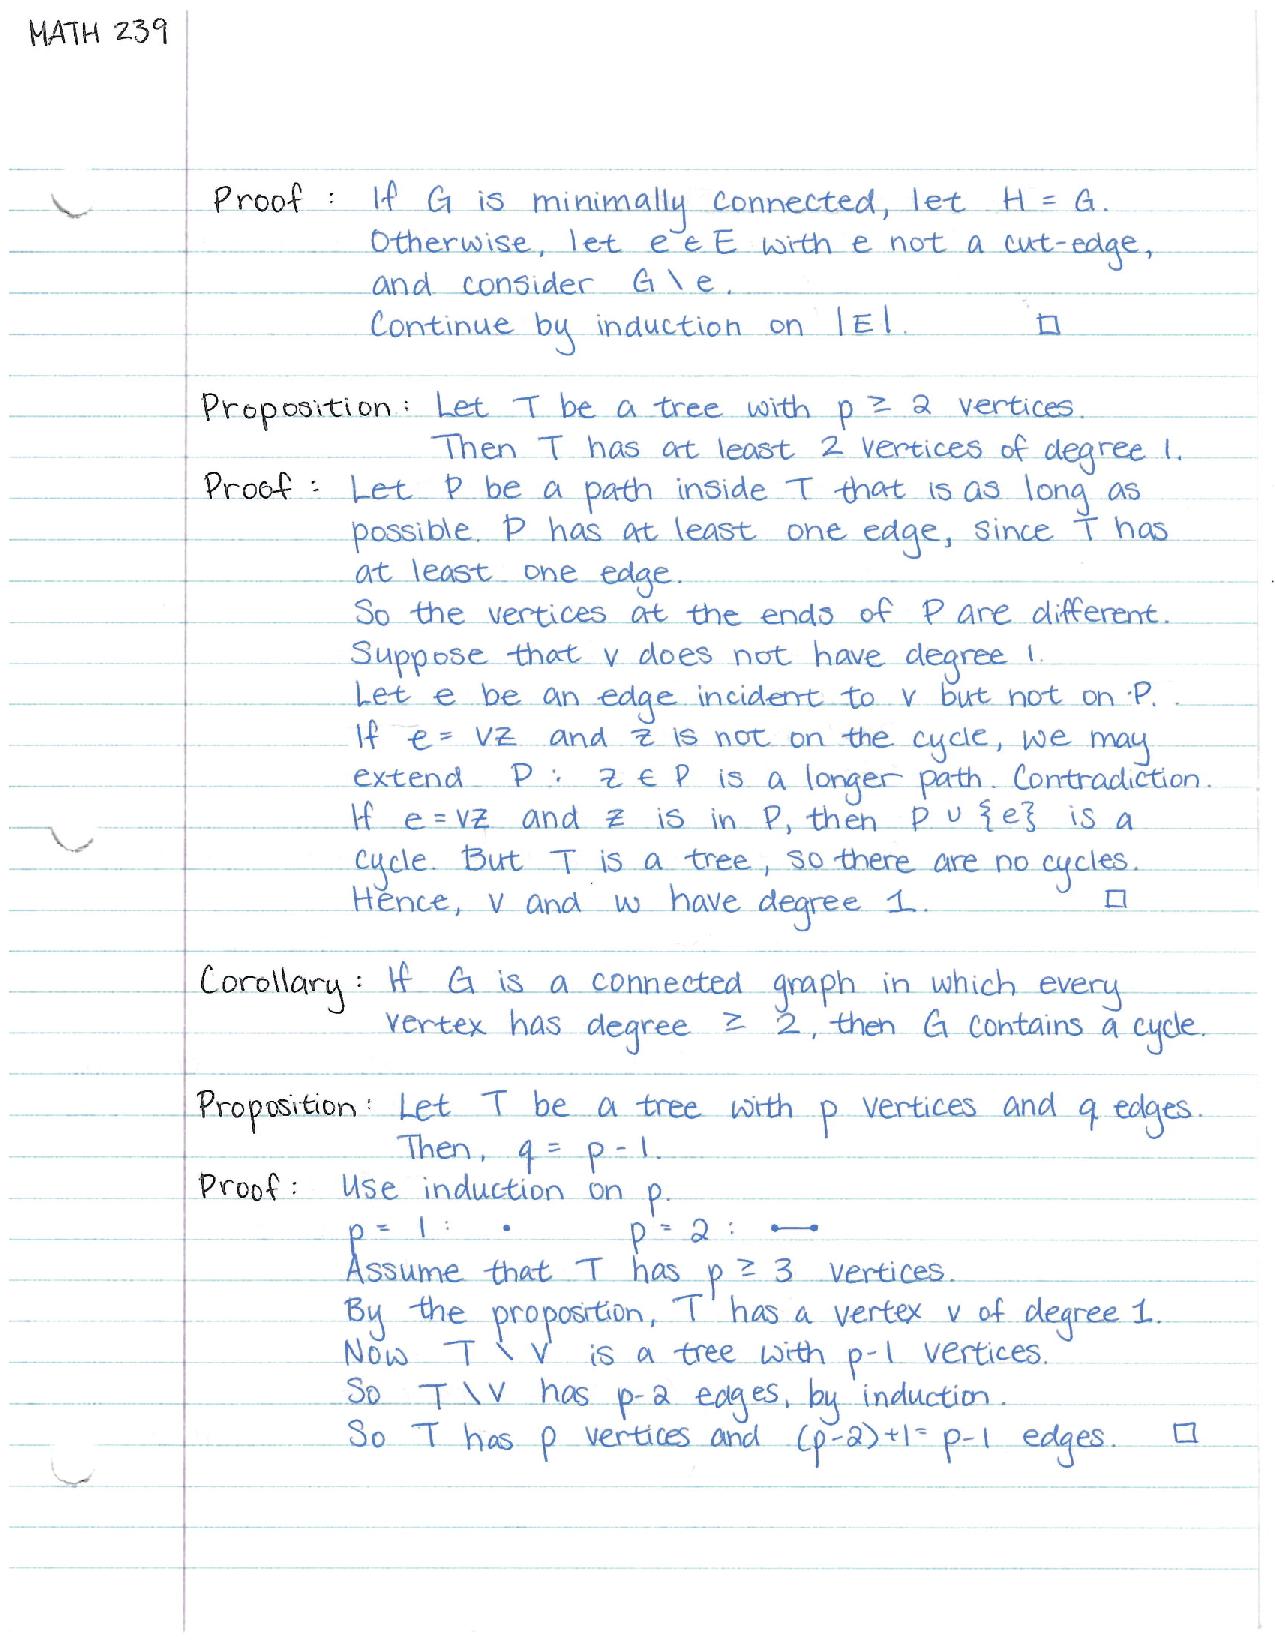 MATH 239
Proof : If G is minimally connected, let H = G.
Otherwise, let e ∈ E with e not a cut-edge,
and consider G \ e.
Continue by induction on |E|. □
Proposition : Let T be a tree with p ≥ 2 vertices.
Then T has at least 2 vertices of degree 1.
Proof : Let P be a path inside T that is as long as
possible. P has at least one edge, since T has
at least one edge.
So the vertices at the ends of P are different.
Suppose that v does not have degree 1.
Let e be an edge incident to v but not on P.
If e = vz and z is not on the cycle, we may
extend P : z ∈ P is a longer path. Contradiction.
If e = vz and z is in P, then P ∪ {e} is a
cycle. But T is a tree, so there are no cycles.
Hence, v and w have degree 1. □
Corollary : If G is a connected graph in which every
vertex has degree ≥ 2, then G contains a cycle.
Proposition : Let T be a tree with p vertices and q edges.
Then, q = p - 1.
Proof : Use induction on p.
p = 1 : p = 2 :
Assume that T has p ≥ 3 vertices.
By the proposition, T has a vertex v of degree 1.
Now T \ v is a tree with p-1 vertices.
So T \ v has p-2 edges, by induction.
So T has p vertices and (p-2)+1 = p-1 edges. □